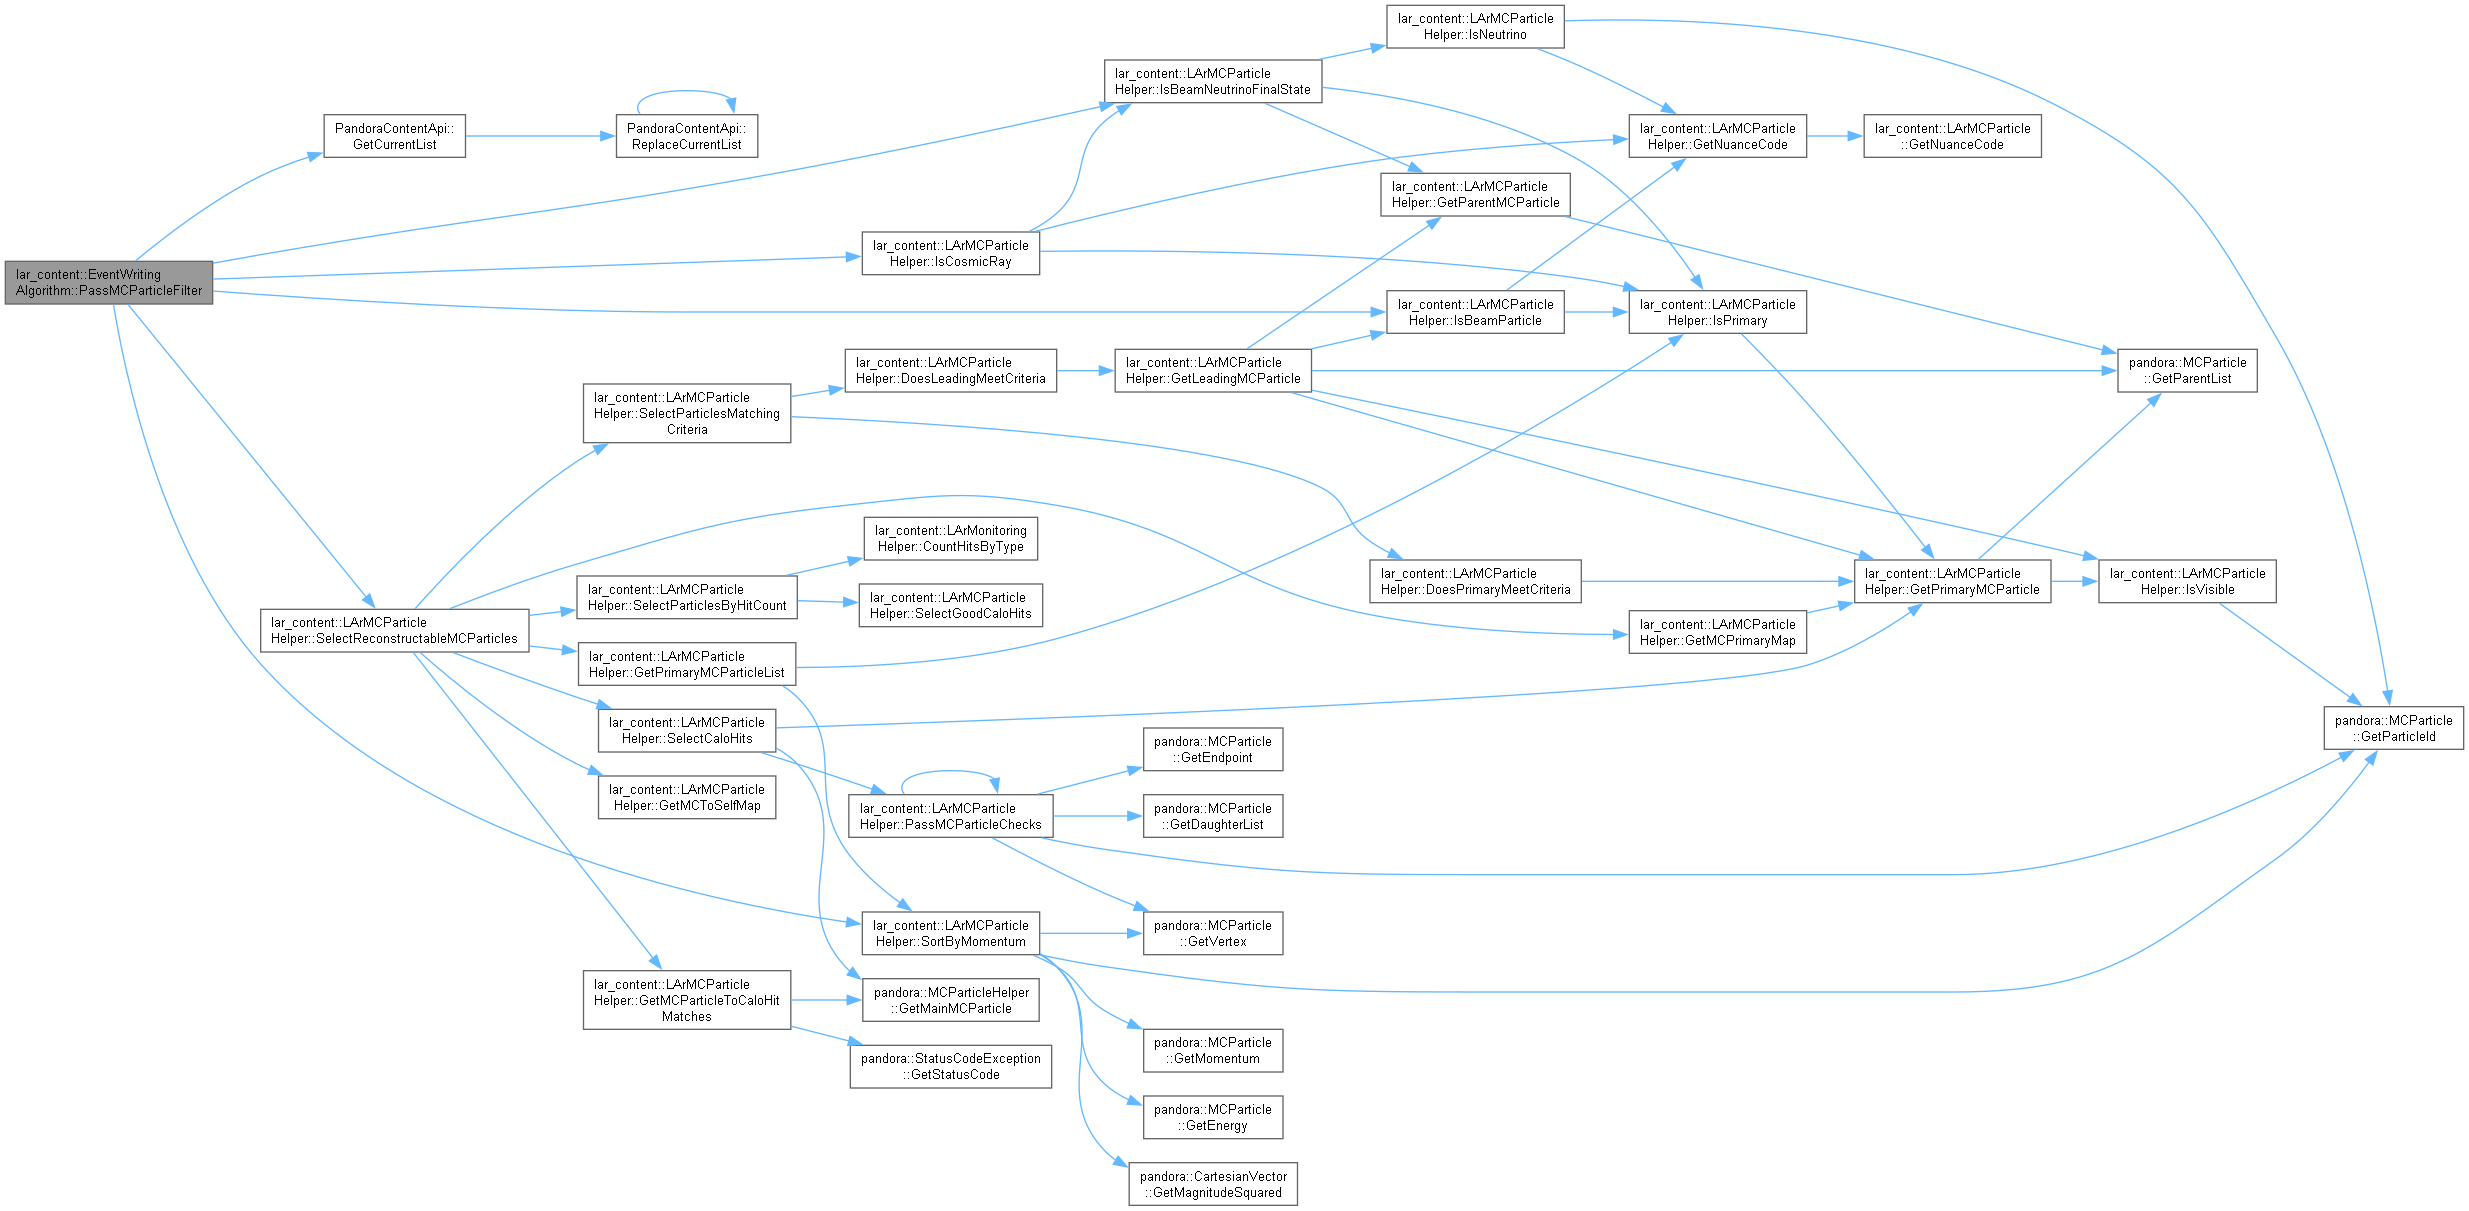 lar_content::EventWriting
Algorithm::PassMCParticleFilter
PandoraContentApi::
GetCurrentList
PandoraContentApi::
ReplaceCurrentList
lar_content::LArMCParticle
Helper::IsBeamNeutrinoFinalState
lar_content::LArMCParticle
Helper::IsNeutrino
lar_content::LArMCParticle
Helper::GetNuanceCode
lar_content::LArMCParticle
::GetNuanceCode
lar_content::LArMCParticle
Helper::GetParentMCParticle
lar_content::LArMCParticle
Helper::IsCosmicRay
lar_content::LArMCParticle
Helper::IsBeamParticle
lar_content::LArMCParticle
Helper::IsPrimary
lar_content::LArMCParticle
Helper::DoesLeadingMeetCriteria
lar_content::LArMCParticle
Helper::GetLeadingMCParticle
pandora::MCParticle
::GetParentList
lar_content::LArMCParticle
Helper::SelectParticlesMatching
Criteria
lar_content::LArMonitoring
Helper::CountHitsByType
lar_content::LArMCParticle
Helper::SelectParticlesByHitCount
lar_content::LArMCParticle
Helper::SelectGoodCaloHits
lar_content::LArMCParticle
Helper::DoesPrimaryMeetCriteria
lar_content::LArMCParticle
Helper::GetPrimaryMCParticle
lar_content::LArMCParticle
Helper::IsVisible
lar_content::LArMCParticle
Helper::SelectReconstructableMCParticles
lar_content::LArMCParticle
Helper::GetMCPrimaryMap
lar_content::LArMCParticle
Helper::GetPrimaryMCParticleList
lar_content::LArMCParticle
Helper::SelectCaloHits
pandora::MCParticle
::GetParticleId
pandora::MCParticle
::GetEndpoint
lar_content::LArMCParticle
Helper::GetMCToSelfMap
lar_content::LArMCParticle
Helper::PassMCParticleChecks
pandora::MCParticle
::GetDaughterList
lar_content::LArMCParticle
Helper::SortByMomentum
pandora::MCParticle
::GetVertex
lar_content::LArMCParticle
Helper::GetMCParticleToCaloHit
Matches
pandora::MCParticleHelper
::GetMainMCParticle
pandora::StatusCodeException
::GetStatusCode
pandora::MCParticle
::GetMomentum
pandora::MCParticle
::GetEnergy
pandora::CartesianVector
::GetMagnitudeSquared